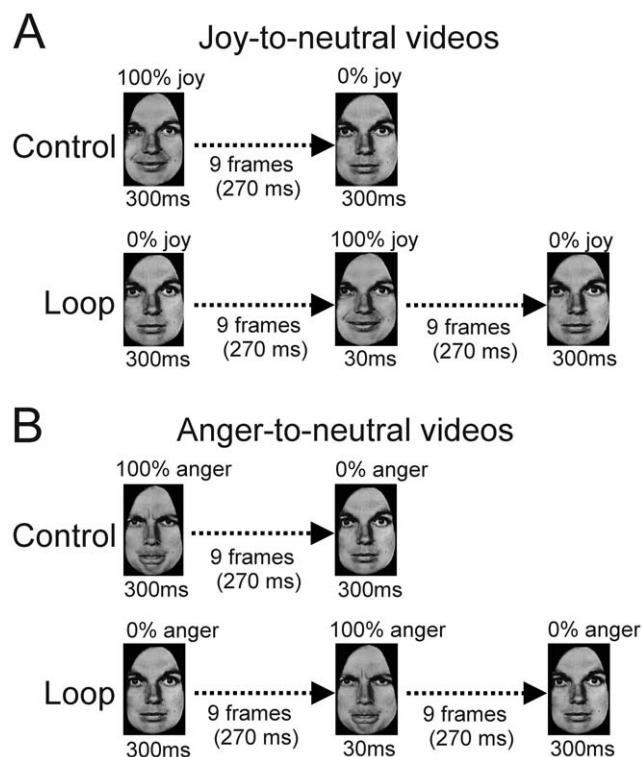 A
Joy-to-neutral videos
100% joy
0% joy
Control
9 frames
(270 ms)
300ms
300ms
0% joy
100% joy
0% joy
Loop
9 frames
(270 ms)
9 frames
(270 ms)
300ms
30ms
300ms
B
Anger-to-neutral videos
100% anger
0% anger
Control
9 frames
(270 ms)
300ms
300ms
0% anger
100% anger
0% anger
Loop
9 frames
(270 ms)
9 frames
(270 ms)
300ms
30ms
300ms